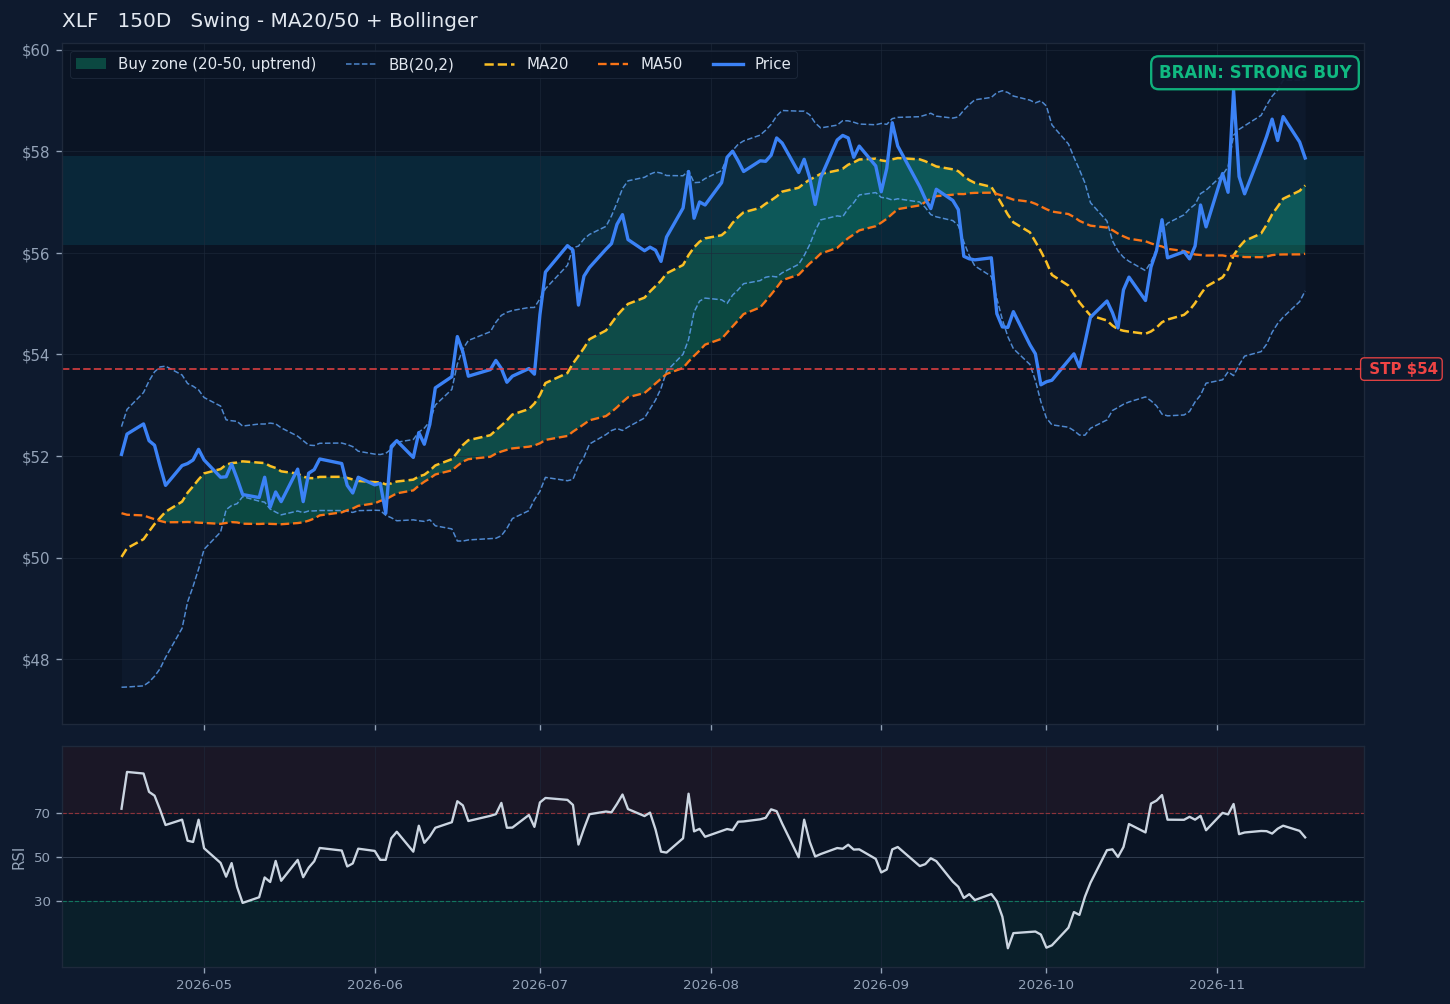 XLF   150D   Swing - MA20/50 + Bollinger
Buy zone (20-50, uptrend)   BB(20,2)   MA20   MA50   Price
BRAIN: STRONG BUY
$60
$58
$56
$54
$52
$50
$48
STP $54
RSI
70
50
30
2026-05   2026-06   2026-07   2026-08   2026-09   2026-10   2026-11